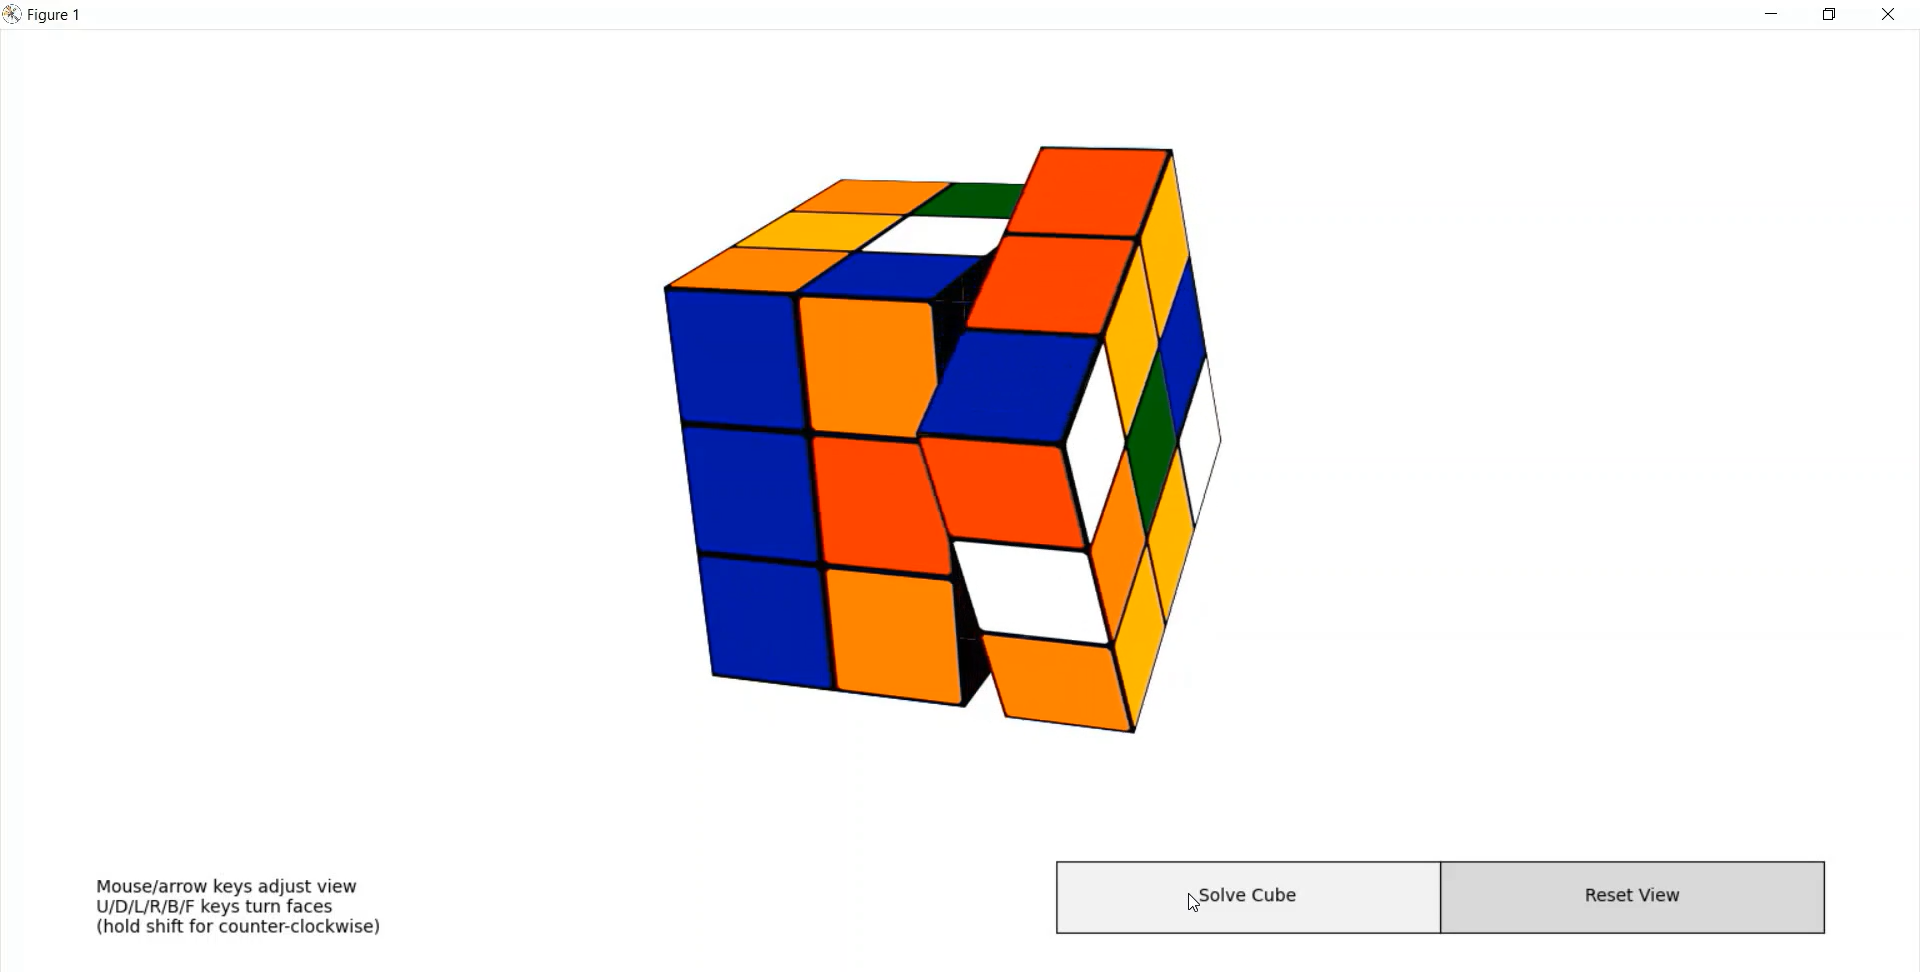 Figure 1
Mouse/arrow keys adjust view
U/D/L/R/B/F keys turn faces
(hold shift for counter-clockwise)
Solve Cube
Reset View